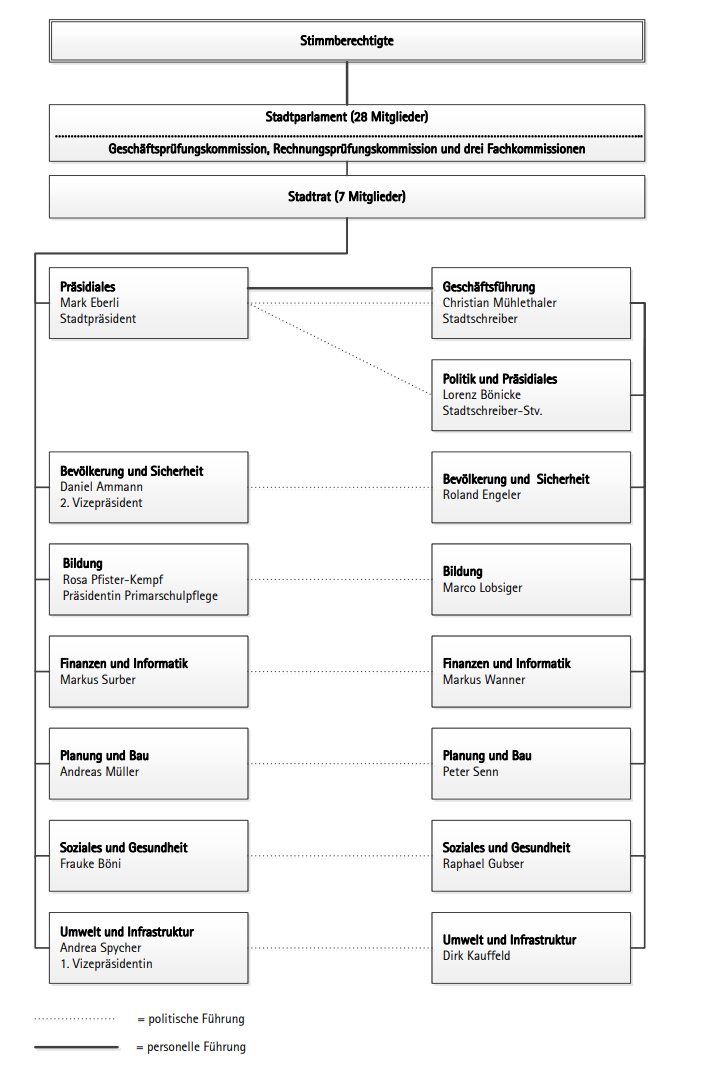 Stimmberechtigte
Stadtparlament (28 Mitglieder)
Geschäftsprüfungskommission, Rechnungsprüfungskommission und drei Fachkommissionen
Stadtrat (7 Mitglieder)
Präsidiales
Mark Eberli
Stadtpräsident
Geschäftsführung
Christian Mühlethaler
Stadtschreiber
Politik und Präsidiales
Lorenz Bönicke
Stadtschreiber-Stv.
Bevölkerung und Sicherheit
Daniel Ammann
2. Vizepräsident
Bevölkerung und Sicherheit
Roland Engeler
Bildung
Rosa Pfister-Kempf
Präsidentin Primarschulpflege
Bildung
Marco Lobsiger
Finanzen und Informatik
Markus Surber
Finanzen und Informatik
Markus Wanner
Planung und Bau
Andreas Müller
Planung und Bau
Peter Senn
Soziales und Gesundheit
Frauke Böni
Soziales und Gesundheit
Raphael Gubser
Umwelt und Infrastruktur
Andrea Spycher
1. Vizepräsidentin
Umwelt und Infrastruktur
Dirk Kauffeld
= politische Führung
= personelle Führung